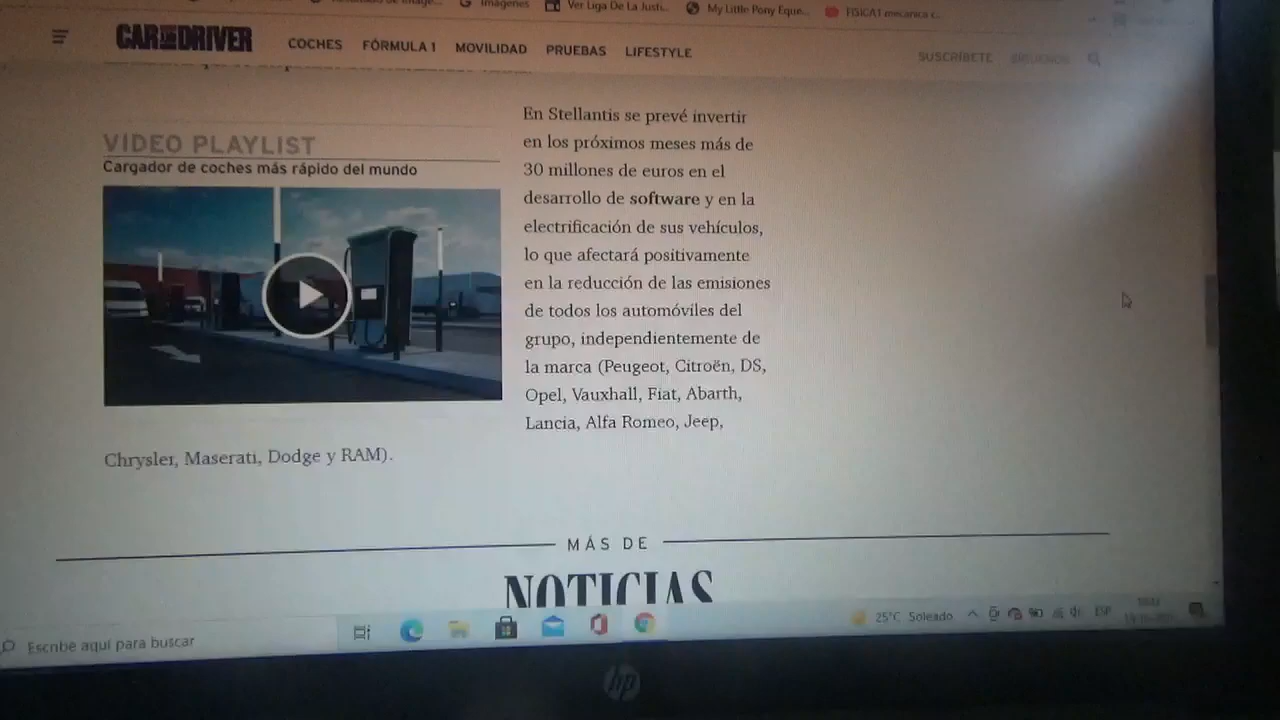 Imágenes
Ver Liga De La Justi...
My Little Pony Eque...
FISICA1 mecanica c...
CAR AND DRIVER
COCHES
FÓRMULA 1
MOVILIDAD
PRUEBAS
LIFESTYLE
SUSCRÍBETE
SÍGUENOS
VIDEO PLAYLIST
Cargador de coches más rápido del mundo
En Stellantis se prevé invertir
en los próximos meses más de
30 millones de euros en el
desarrollo de software y en la
electrificación de sus vehículos,
lo que afectará positivamente
en la reducción de las emisiones
de todos los automóviles del
grupo, independientemente de
la marca (Peugeot, Citroën, DS,
Opel, Vauxhall, Fiat, Abarth,
Lancia, Alfa Romeo, Jeep,
Chrysler, Maserati, Dodge y RAM).
MÁS DE
NOTICIAS
Escribe aquí para buscar
25°C Soleado
ESP
hp